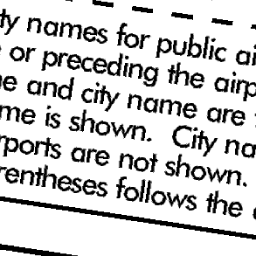 ty names for public ai
or preceding the airp
e and city name are
me is shown. City na
rports are not shown.
rentheses follows the